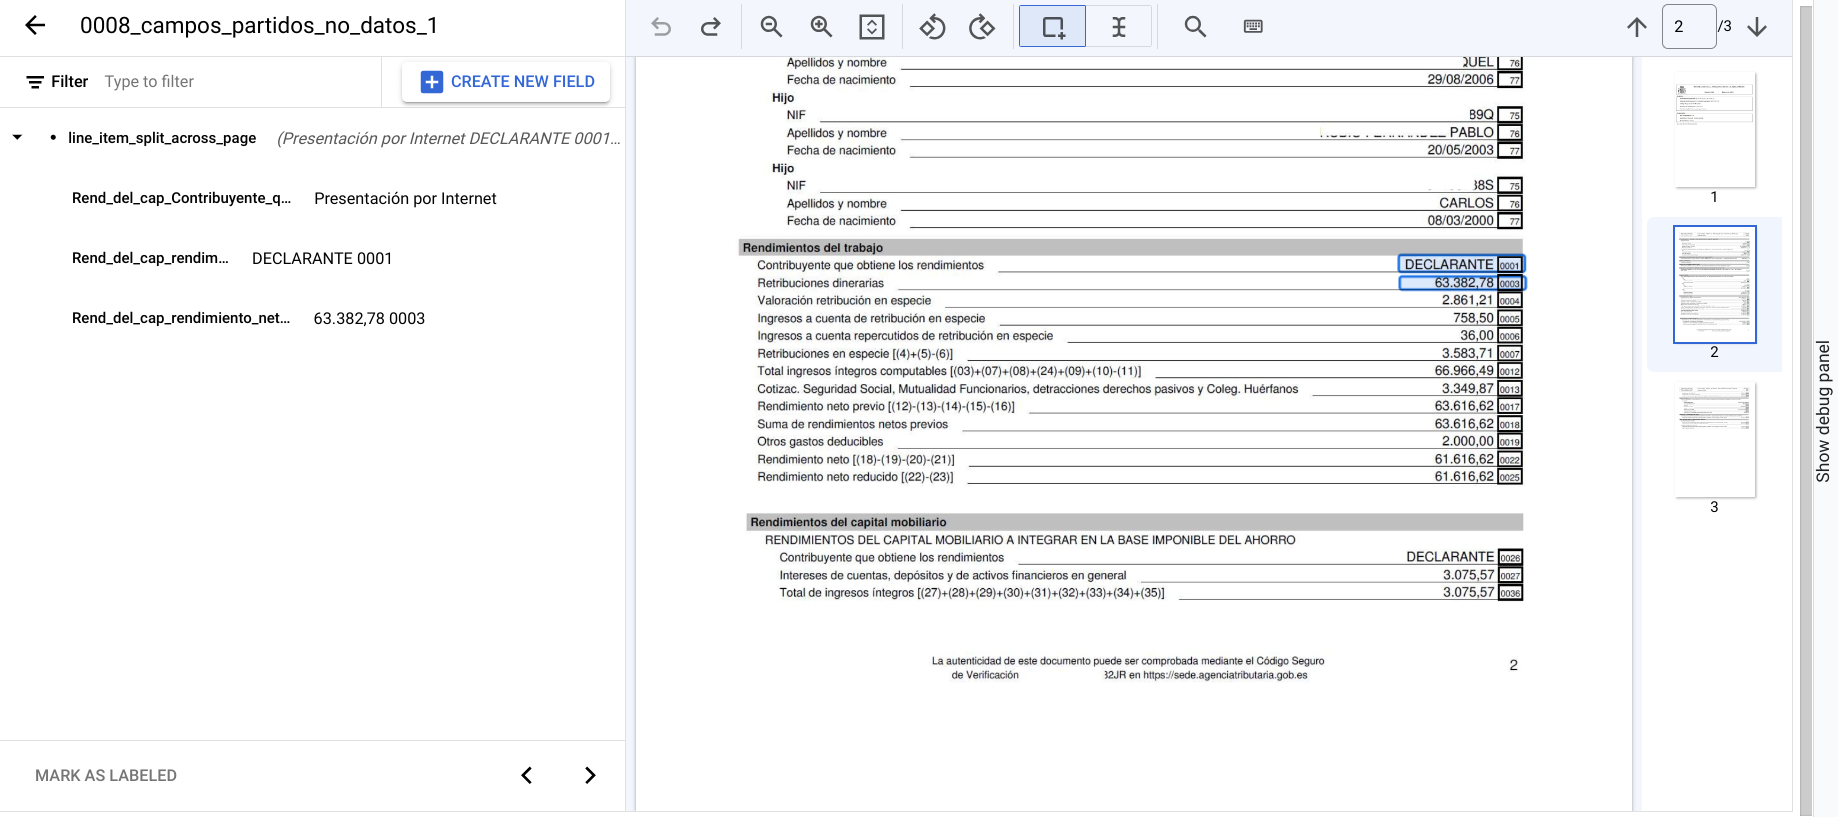 0008_campos_partidos_no_datos_1
2 /3
Filter Type to filter
CREATE NEW FIELD
line_item_split_across_page (Presentación por Internet DECLARANTE 0001...
Rend_del_cap_Contribuyente_q... Presentación por Internet
Rend_del_cap_rendim... DECLARANTE 0001
Rend_del_cap_rendimiento_net... 63.382,78 0003
MARK AS LABELED
Apellidos y nombre QUEL 76
Fecha de nacimiento 29/08/2006 77
Hijo
NIF 89Q 75
Apellidos y nombre PABLO 76
Fecha de nacimiento 20/05/2003 77
Hijo
NIF 38S 75
Apellidos y nombre CARLOS 76
Fecha de nacimiento 08/03/2000 77
Rendimientos del trabajo
Contribuyente que obtiene los rendimientos DECLARANTE 0001
Retribuciones dinerarias 63.382,78 0003
Valoración retribución en especie 2.861,21 0004
Ingresos a cuenta de retribución en especie 758,50 0005
Ingresos a cuenta repercutidos de retribución en especie 36,00 0006
Retribuciones en especie [(4)+(5)-(6)] 3.583,71 0007
Total ingresos íntegros computables [(03)+(07)+(08)+(24)+(09)+(10)-(11)] 66.966,49 0012
Cotizac. Seguridad Social, Mutualidad Funcionarios, detracciones derechos pasivos y Coleg. Huérfanos 3.349,87 0013
Rendimiento neto previo [(12)-(13)-(14)-(15)-(16)] 63.616,62 0017
Suma de rendimientos netos previos 63.616,62 0018
Otros gastos deducibles 2.000,00 0019
Rendimiento neto [(18)-(19)-(20)-(21)] 61.616,62 0022
Rendimiento neto reducido [(22)-(23)] 61.616,62 0025
Rendimientos del capital mobiliario
RENDIMIENTOS DEL CAPITAL MOBILIARIO A INTEGRAR EN LA BASE IMPONIBLE DEL AHORRO
Contribuyente que obtiene los rendimientos DECLARANTE 0026
Intereses de cuentas, depósitos y de activos financieros en general 3.075,57 0027
Total de ingresos íntegros [(27)+(28)+(29)+(30)+(31)+(32)+(33)+(34)+(35)] 3.075,57 0036
La autenticidad de este documento puede ser comprobada mediante el Código Seguro
de Verificación 32JR en https://sede.agenciatributaria.gob.es
2
1
2
3
Show debug panel